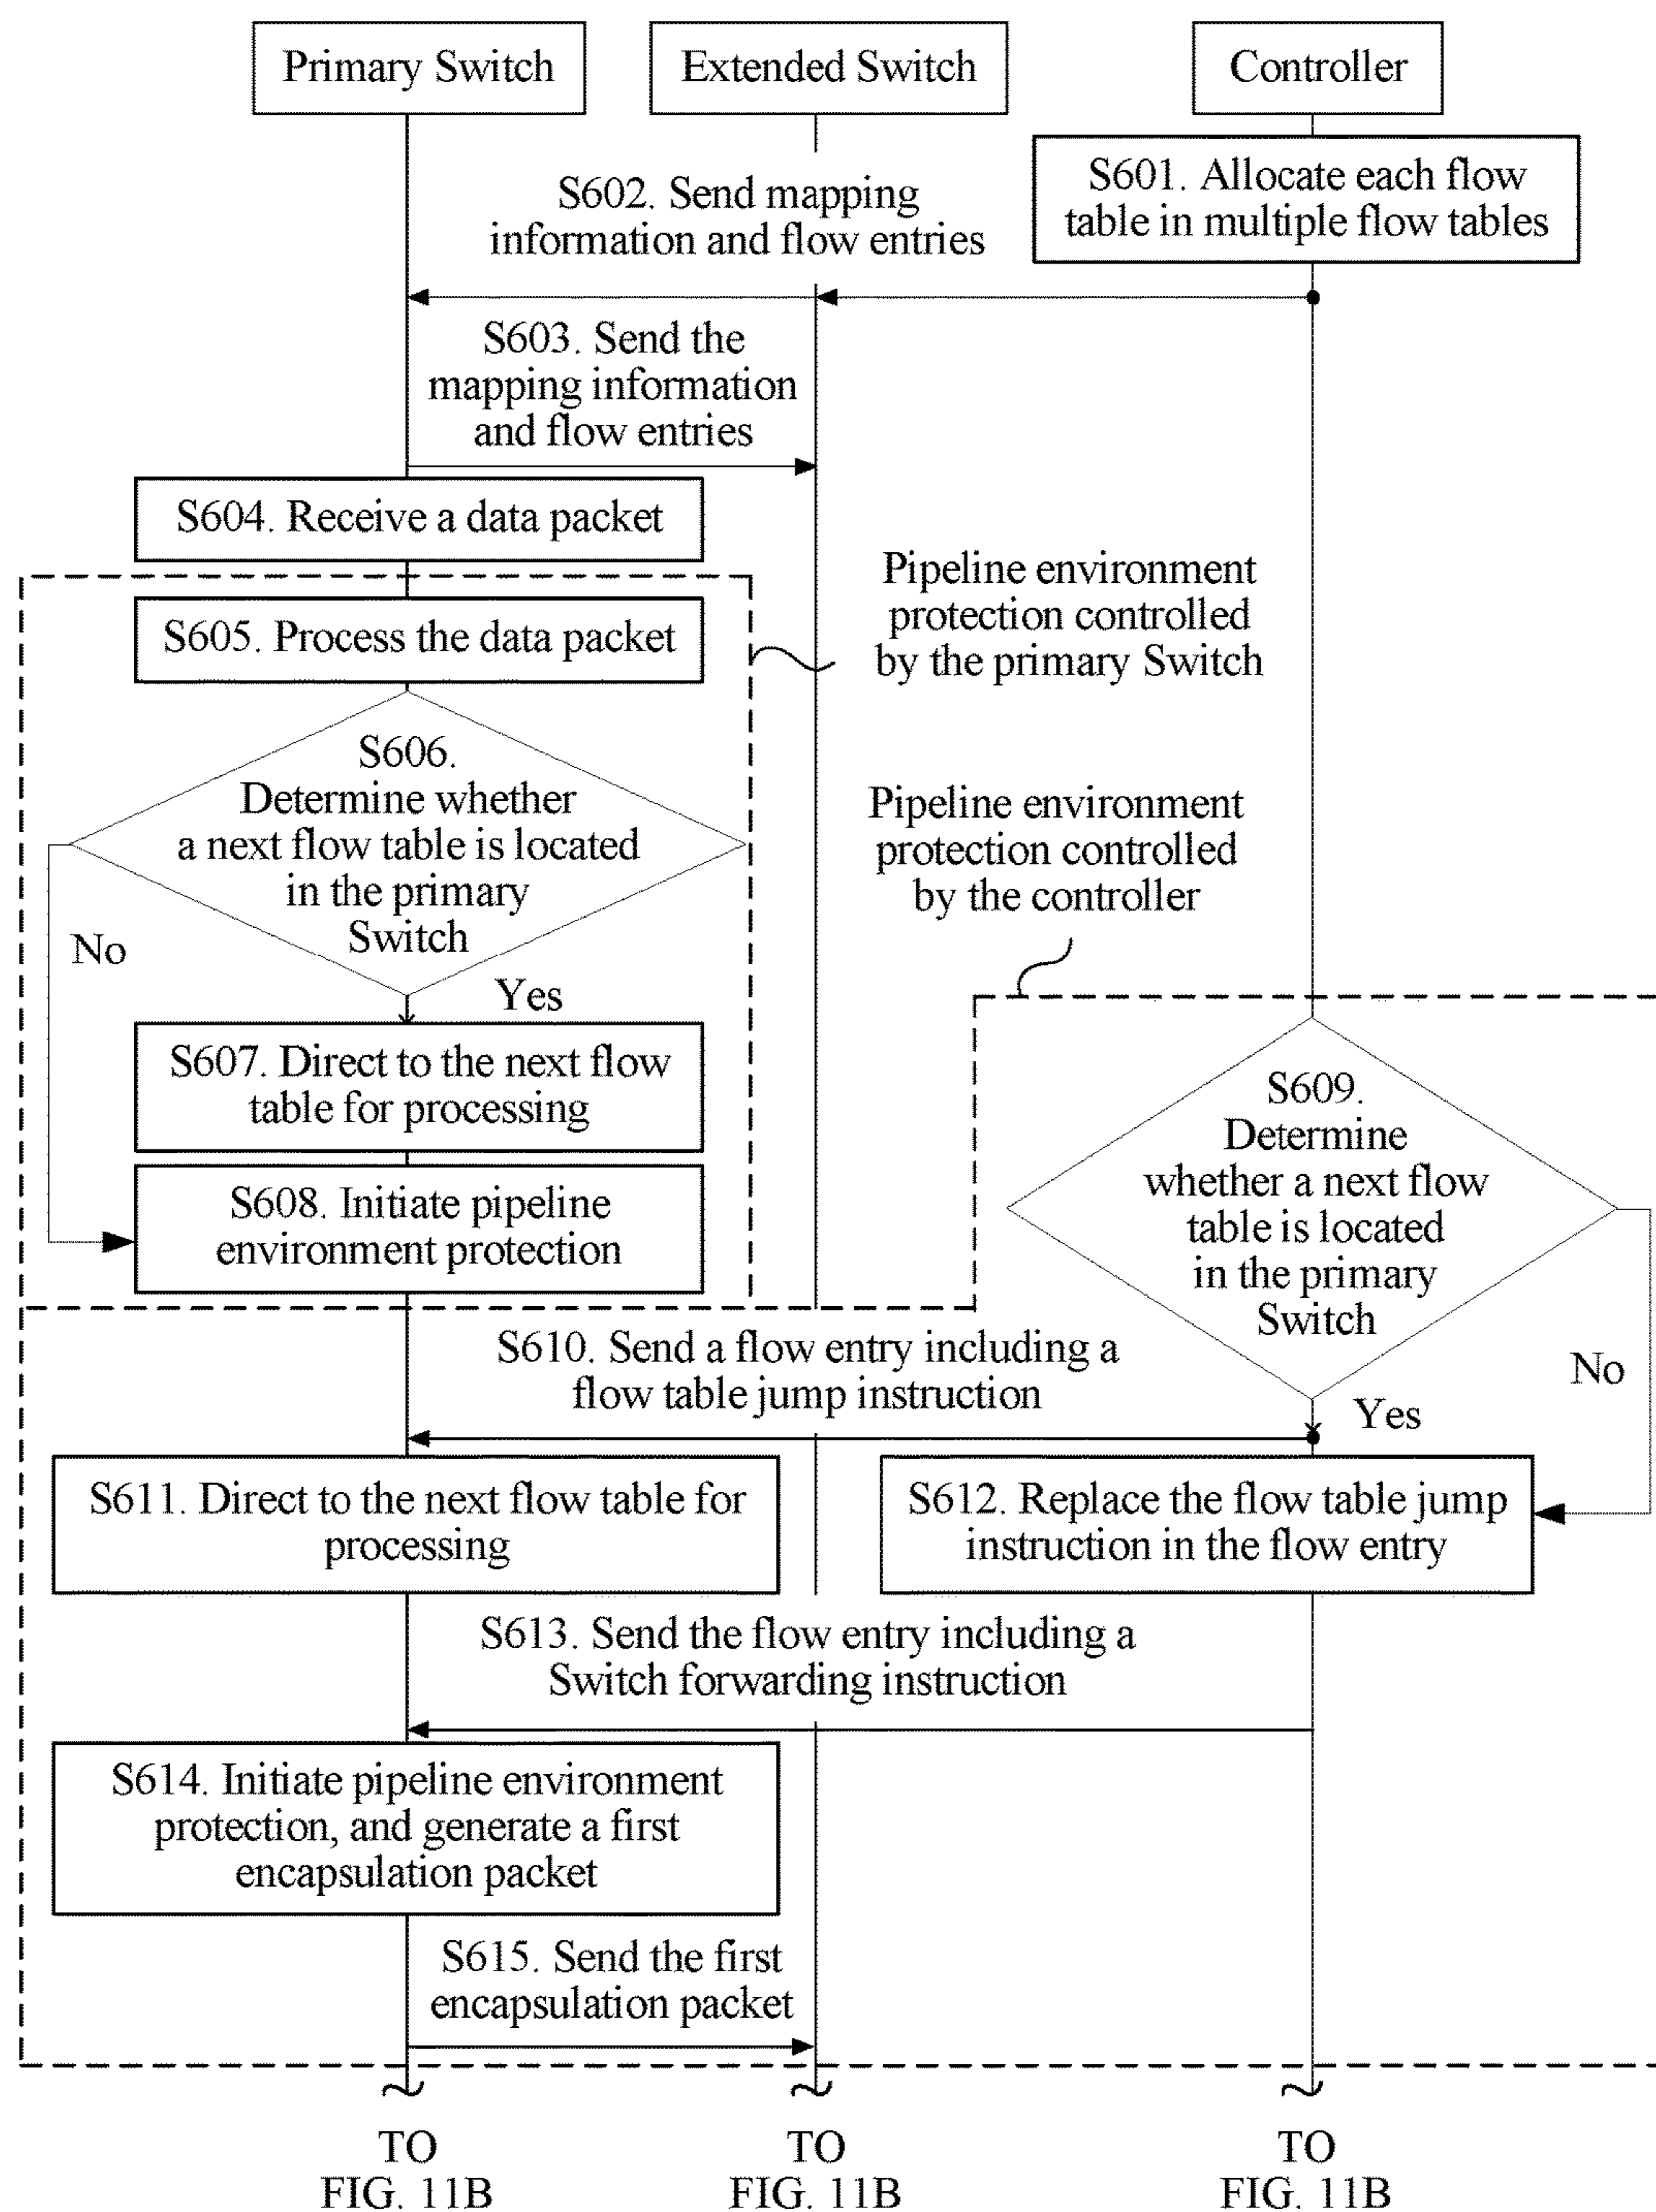 Primary Switch
Extended Switch
Controller
S601. Allocate each flow
table in multiple flow tables
S602. Send mapping
information and flow entries
S603. Send the
mapping information
and flow entries
S604. Receive a data packet
Pipeline environment
protection controlled
by the primary Switch
S605. Process the data packet
S606.
Determine whether
a next flow table is located
in the primary
Switch
No
Yes
Pipeline environment
protection controlled
by the controller
S607. Direct to the next flow
table for processing
S608. Initiate pipeline
environment protection
S609.
Determine
whether a next flow
table is located
in the primary
Switch
No
Yes
S610. Send a flow entry including a
flow table jump instruction
S611. Direct to the next flow table for
processing
S612. Replace the flow table jump
instruction in the flow entry
S613. Send the flow entry including a
Switch forwarding instruction
S614. Initiate pipeline environment
protection, and generate a first
encapsulation packet
S615. Send the first
encapsulation packet
TO
FIG. 11B
TO
FIG. 11B
TO
FIG. 11B